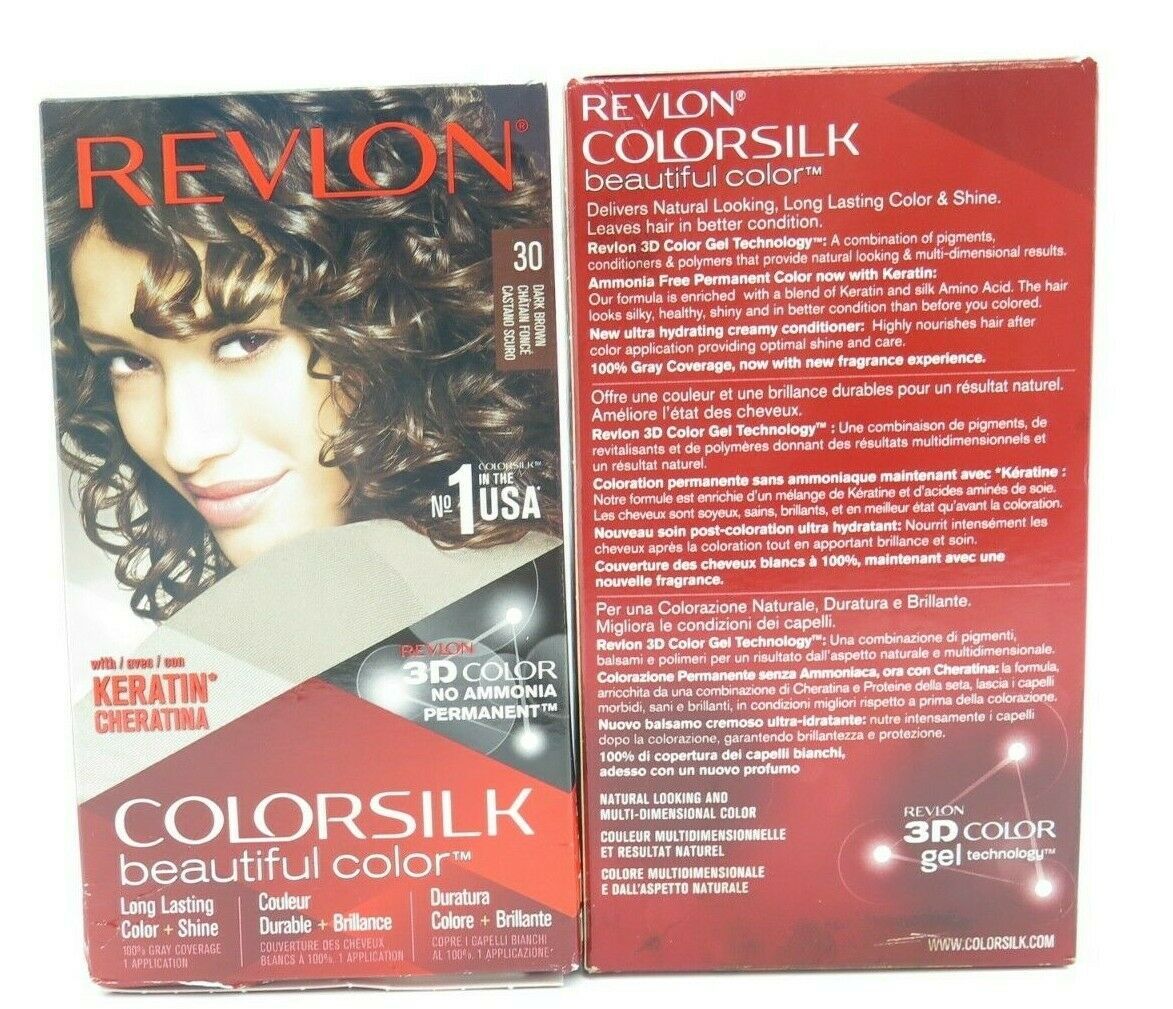 REVLON®
30
DARK BROWN
CHÂTAIN FONCÉ
CASTANO SCURO
COLORSILK™
Nº1 IN THE USA*
with / avec / con
KERATIN*
CHERATINA
REVLON
3D COLOR
NO AMMONIA
PERMANENT™
COLORSILK
beautiful color™
Long Lasting
Color + Shine
100% GRAY COVERAGE
1 APPLICATION
Couleur
Durable + Brillance
COUVERTURE DES CHEVEUX
BLANCS À 100%, 1 APPLICATION
Duratura
Colore + Brillante
COPRE I CAPELLI BIANCHI
AL 100%, 1 APPLICAZIONE
REVLON®
COLORSILK
beautiful color™
Delivers Natural Looking, Long Lasting Color & Shine.
Leaves hair in better condition.
Revlon 3D Color Gel Technology™: A combination of pigments,
conditioners & polymers that provide natural looking & multi-dimensional results.
Ammonia Free Permanent Color now with Keratin:
Our formula is enriched with a blend of Keratin and silk Amino Acid. The hair
looks silky, healthy, shiny and in better condition than before you colored.
New ultra hydrating creamy conditioner: Highly nourishes hair after
color application providing optimal shine and care.
100% Gray Coverage, now with new fragrance experience.
Offre une couleur et une brillance durables pour un résultat naturel.
Améliore l'état des cheveux.
Revlon 3D Color Gel Technology™ : Une combinaison de pigments, de
revitalisants et de polymères donnant des résultats multidimensionnels et
un résultat naturel.
Coloration permanente sans ammoniaque maintenant avec *Kératine :
Notre formule est enrichie d'un mélange de Kératine et d'acides aminés de soie.
Les cheveux sont soyeux, sains, brillants, et en meilleur état qu'avant la coloration.
Nouveau soin post-coloration ultra hydratant: Nourrit intensément les
cheveux après la coloration tout en apportant brillance et soin.
Couverture des cheveux blancs à 100%, maintenant avec une
nouvelle fragrance.
Per una Colorazione Naturale, Duratura e Brillante.
Migliora le condizioni dei capelli.
Revlon 3D Color Gel Technology™: Una combinazione di pigmenti,
balsami e polimeri per un risultato dall'aspetto naturale e multidimensionale.
Colorazione Permanente senza Ammoniaca, ora con Cheratina: la formula,
arricchita da una combinazione di Cheratina e Proteine della seta, lascia i capelli
morbidi, sani e brillanti, in condizioni migliori rispetto a prima della colorazione.
Nuovo balsamo cremoso ultra-idratante: nutre intensamente i capelli
dopo la colorazione, garantendo brillantezza e protezione.
100% di copertura dei capelli bianchi,
adesso con un nuovo profumo
NATURAL LOOKING AND
MULTI-DIMENSIONAL COLOR
COULEUR MULTIDIMENSIONNELLE
ET RESULTAT NATUREL
COLORE MULTIDIMENSIONALE
E DALL'ASPETTO NATURALE
REVLON
3D COLOR
gel technology™
WWW.COLORSILK.COM